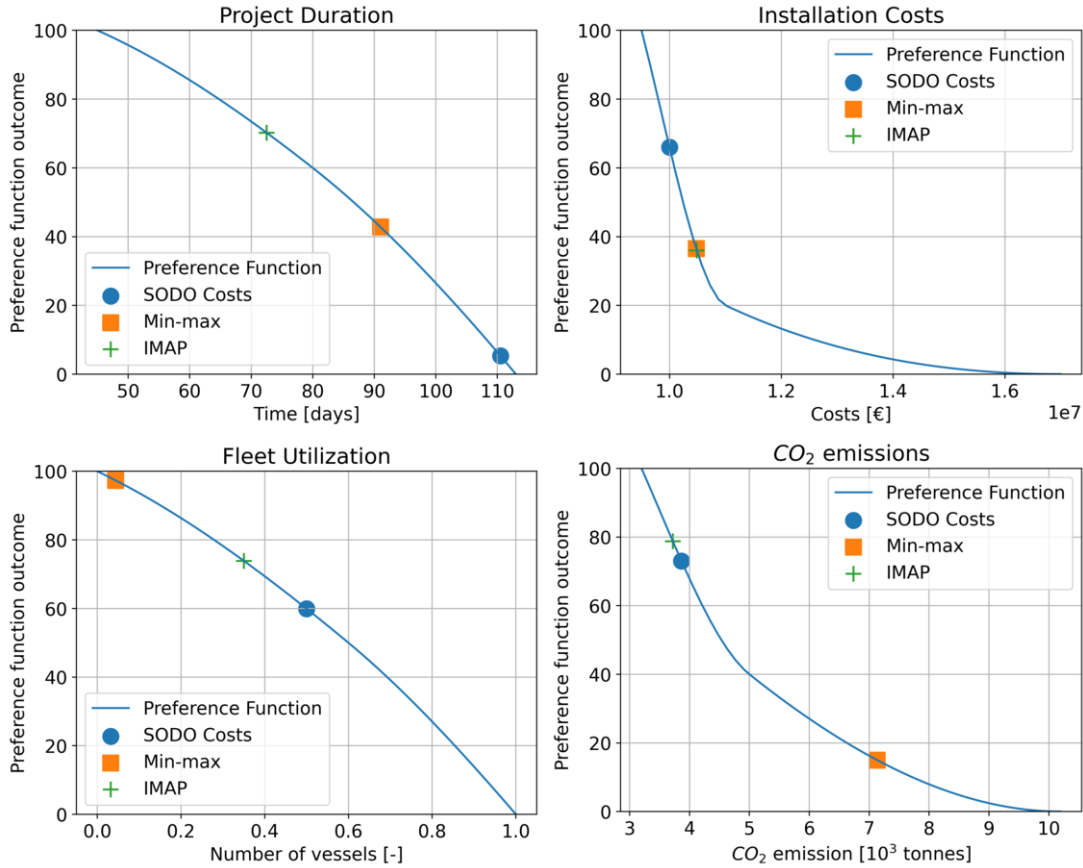 Project Duration
Preference function outcome
100
80
60
40
20
0
Preference Function
SODO Costs
Min-max
IMAP
50 60 70 80 90 100 110
Time [days]
Installation Costs
Preference function outcome
100
80
60
40
20
0
Preference Function
SODO Costs
Min-max
IMAP
1.0 1.2 1.4 1.6
1e7
Costs [€]
Fleet Utilization
Preference function outcome
100
80
60
40
20
0
Preference Function
SODO Costs
Min-max
IMAP
0.0 0.2 0.4 0.6 0.8 1.0
Number of vessels [-]
CO₂ emissions
Preference function outcome
100
80
60
40
20
0
Preference Function
SODO Costs
Min-max
IMAP
3 4 5 6 7 8 9 10
CO₂ emission [10³ tonnes]